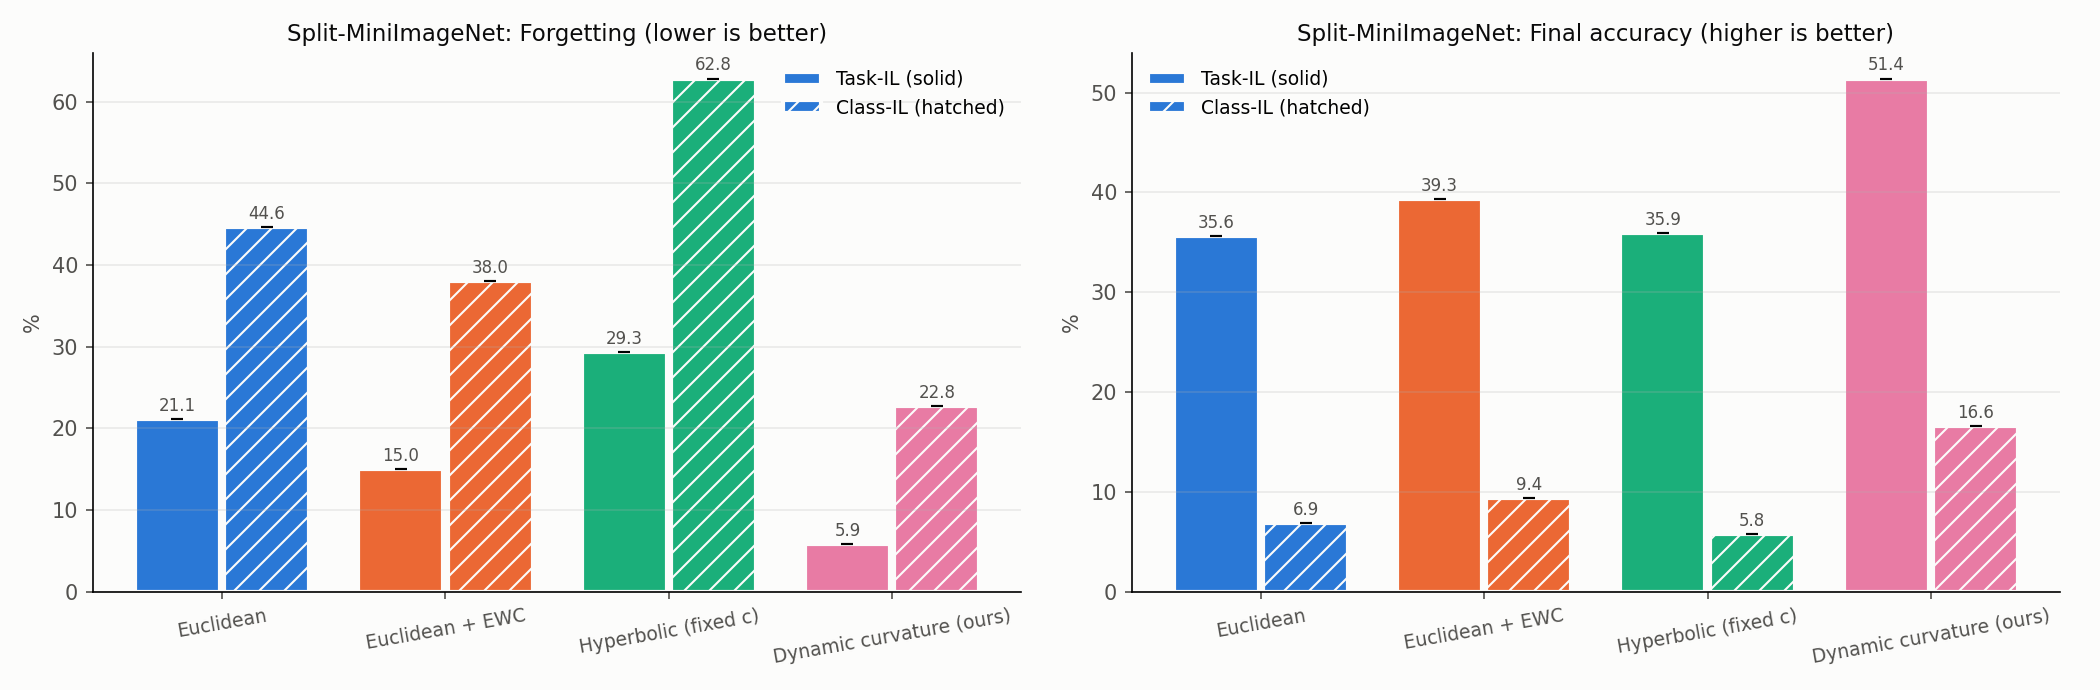 Split-MiniImageNet: Forgetting (lower is better)
Task-IL (solid)
Class-IL (hatched)
%
60
50
40
30
20
10
0
21.1
44.6
15.0
38.0
29.3
62.8
5.9
22.8
Euclidean
Euclidean + EWC
Hyperbolic (fixed c)
Dynamic curvature (ours)
Split-MiniImageNet: Final accuracy (higher is better)
Task-IL (solid)
Class-IL (hatched)
%
50
40
30
20
10
0
35.6
6.9
39.3
9.4
35.9
5.8
51.4
16.6
Euclidean
Euclidean + EWC
Hyperbolic (fixed c)
Dynamic curvature (ours)